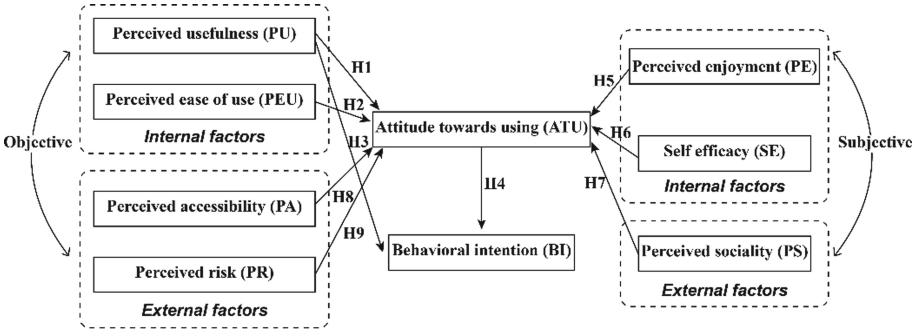 Perceived usefulness (PU)
H1
Perceived ease of use (PEU)
H2
Internal factors
Objective
H3
Perceived accessibility (PA)
H8
H9
Perceived risk (PR)
External factors
Attitude towards using (ATU)
H4
Behavioral intention (BI)
Perceived enjoyment (PE)
H5
H6
Self efficacy (SE)
Internal factors
Subjective
H7
Perceived sociality (PS)
External factors